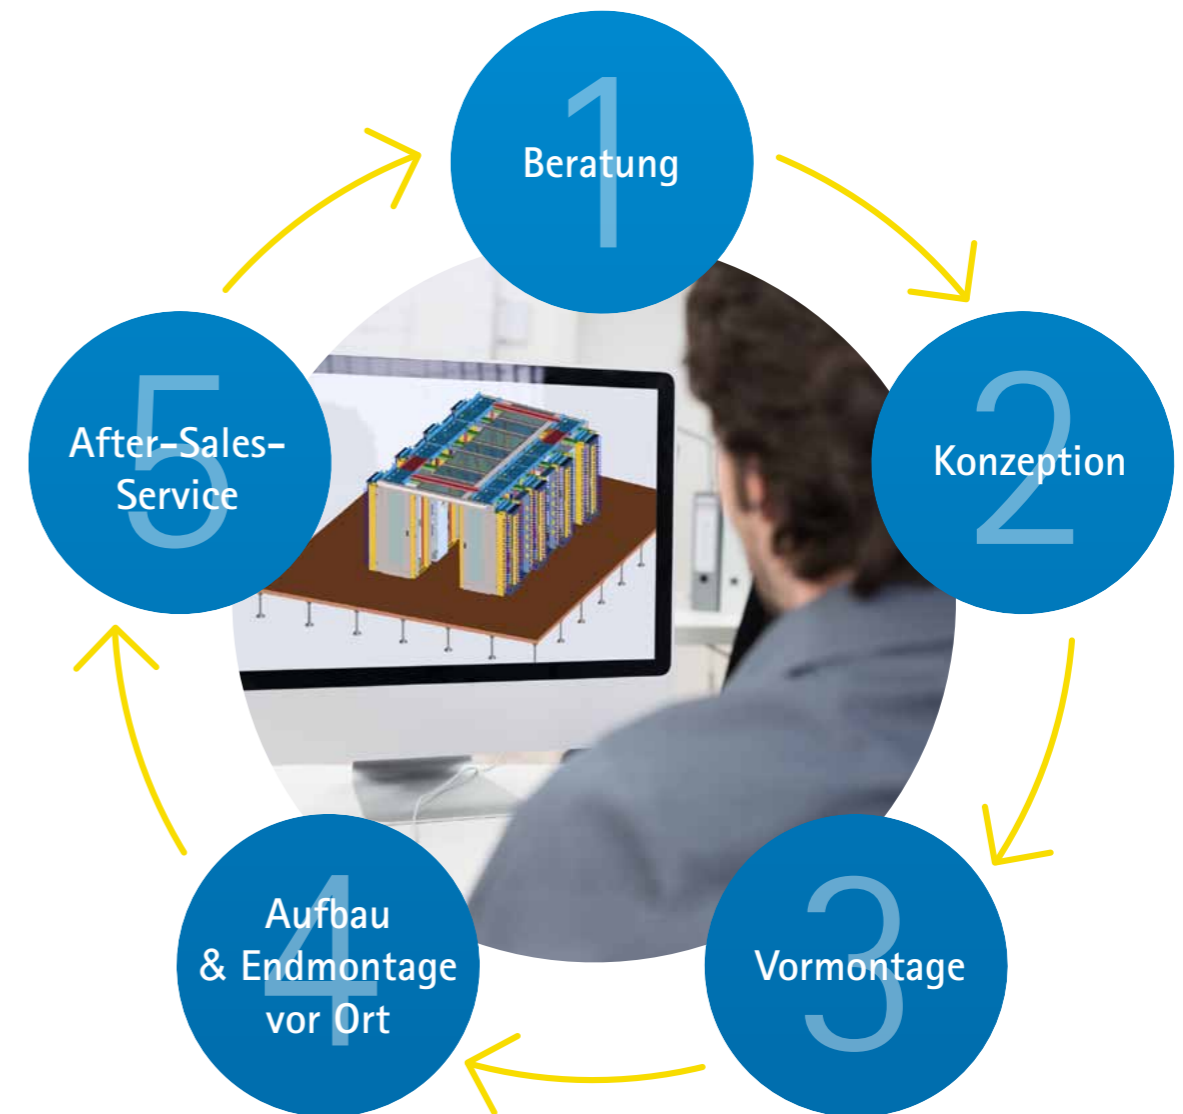 1
Beratung
2
Konzeption
3
Vormontage
4
Aufbau
& Endmontage
vor Ort
5
After-Sales-
Service